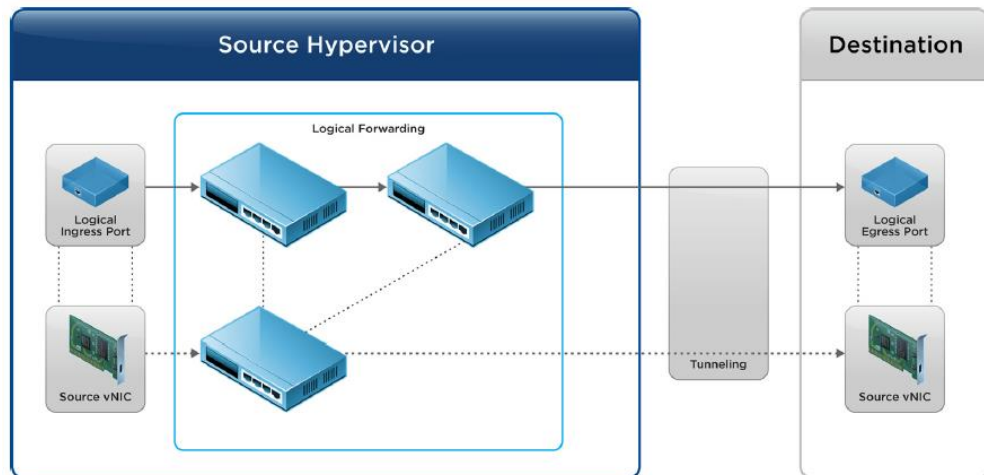 Source Hypervisor
Destination
Logical Forwarding
Logical
Ingress Port
Logical
Egress Port
Source vNIC
Tunneling
Source vNIC